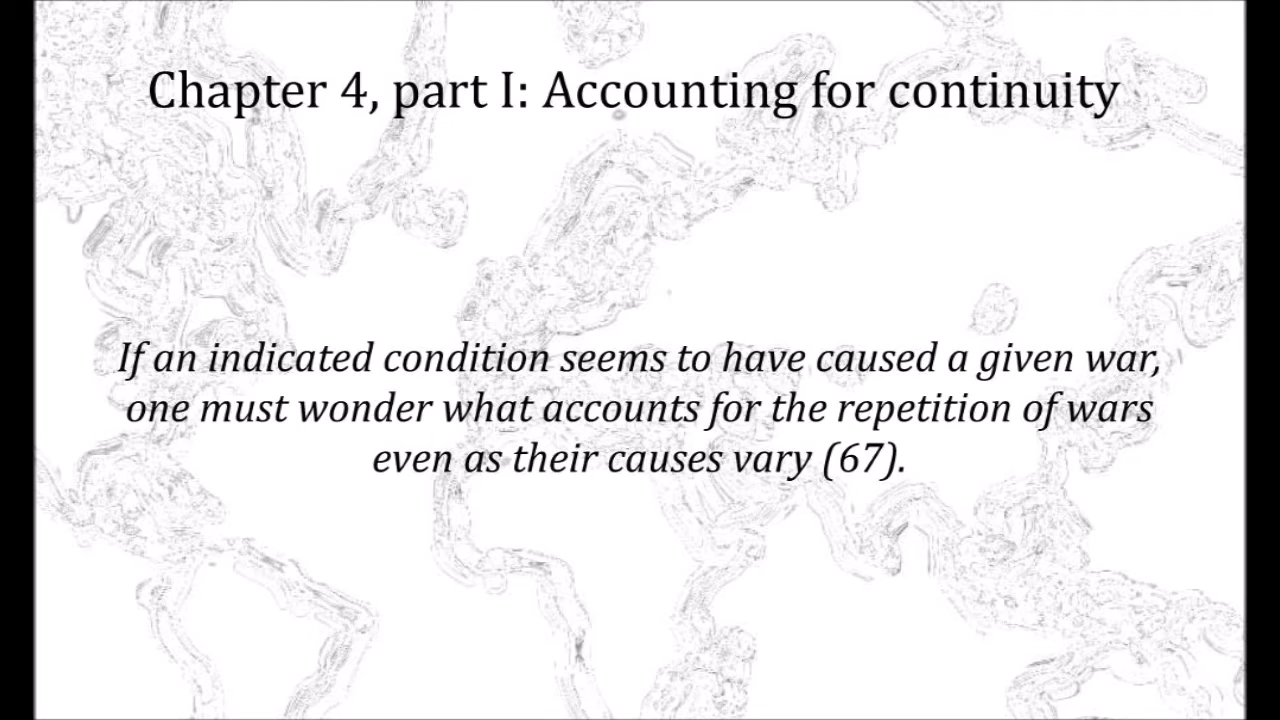 Chapter 4, part I: Accounting for continuity
If an indicated condition seems to have caused a given war,
one must wonder what accounts for the repetition of wars
even as their causes vary (67).